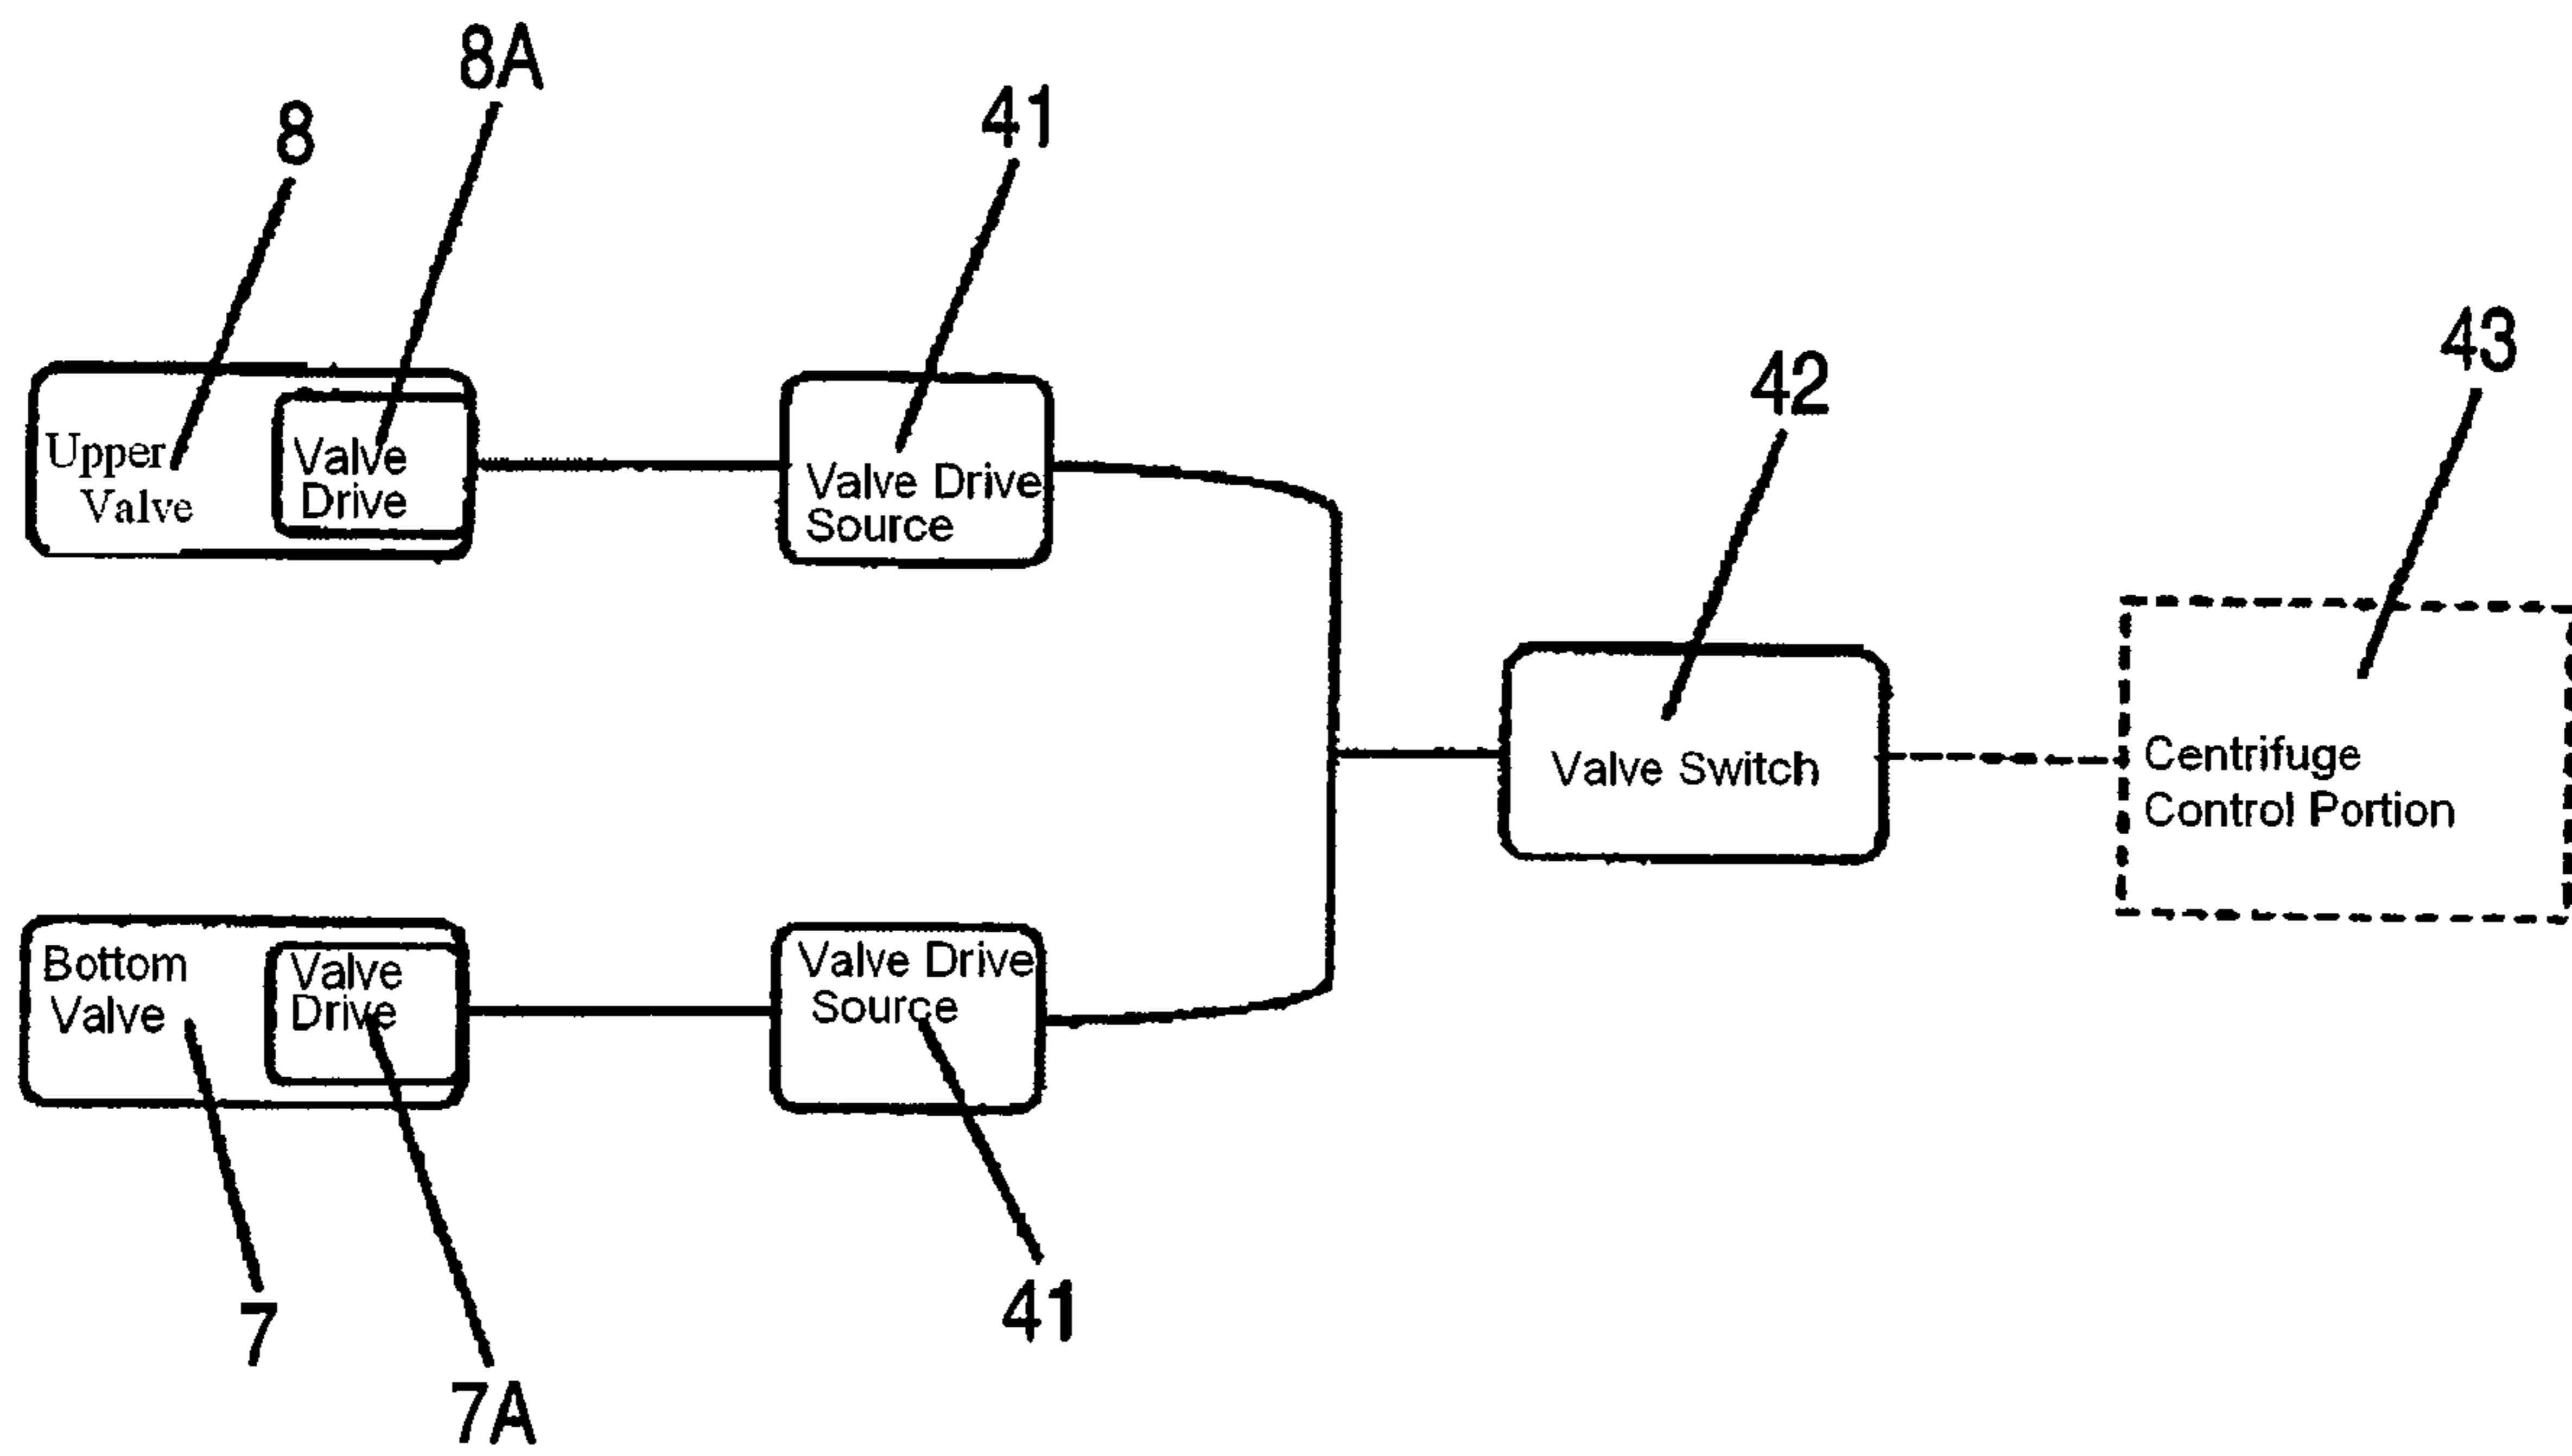 8A
8
41
43
42
Upper
Valve
Valve
Drive
Valve Drive
Source
Valve Switch
Centrifuge
Control Portion
Bottom
Valve
Valve
Drive
Valve Drive
Source
7
41
7A